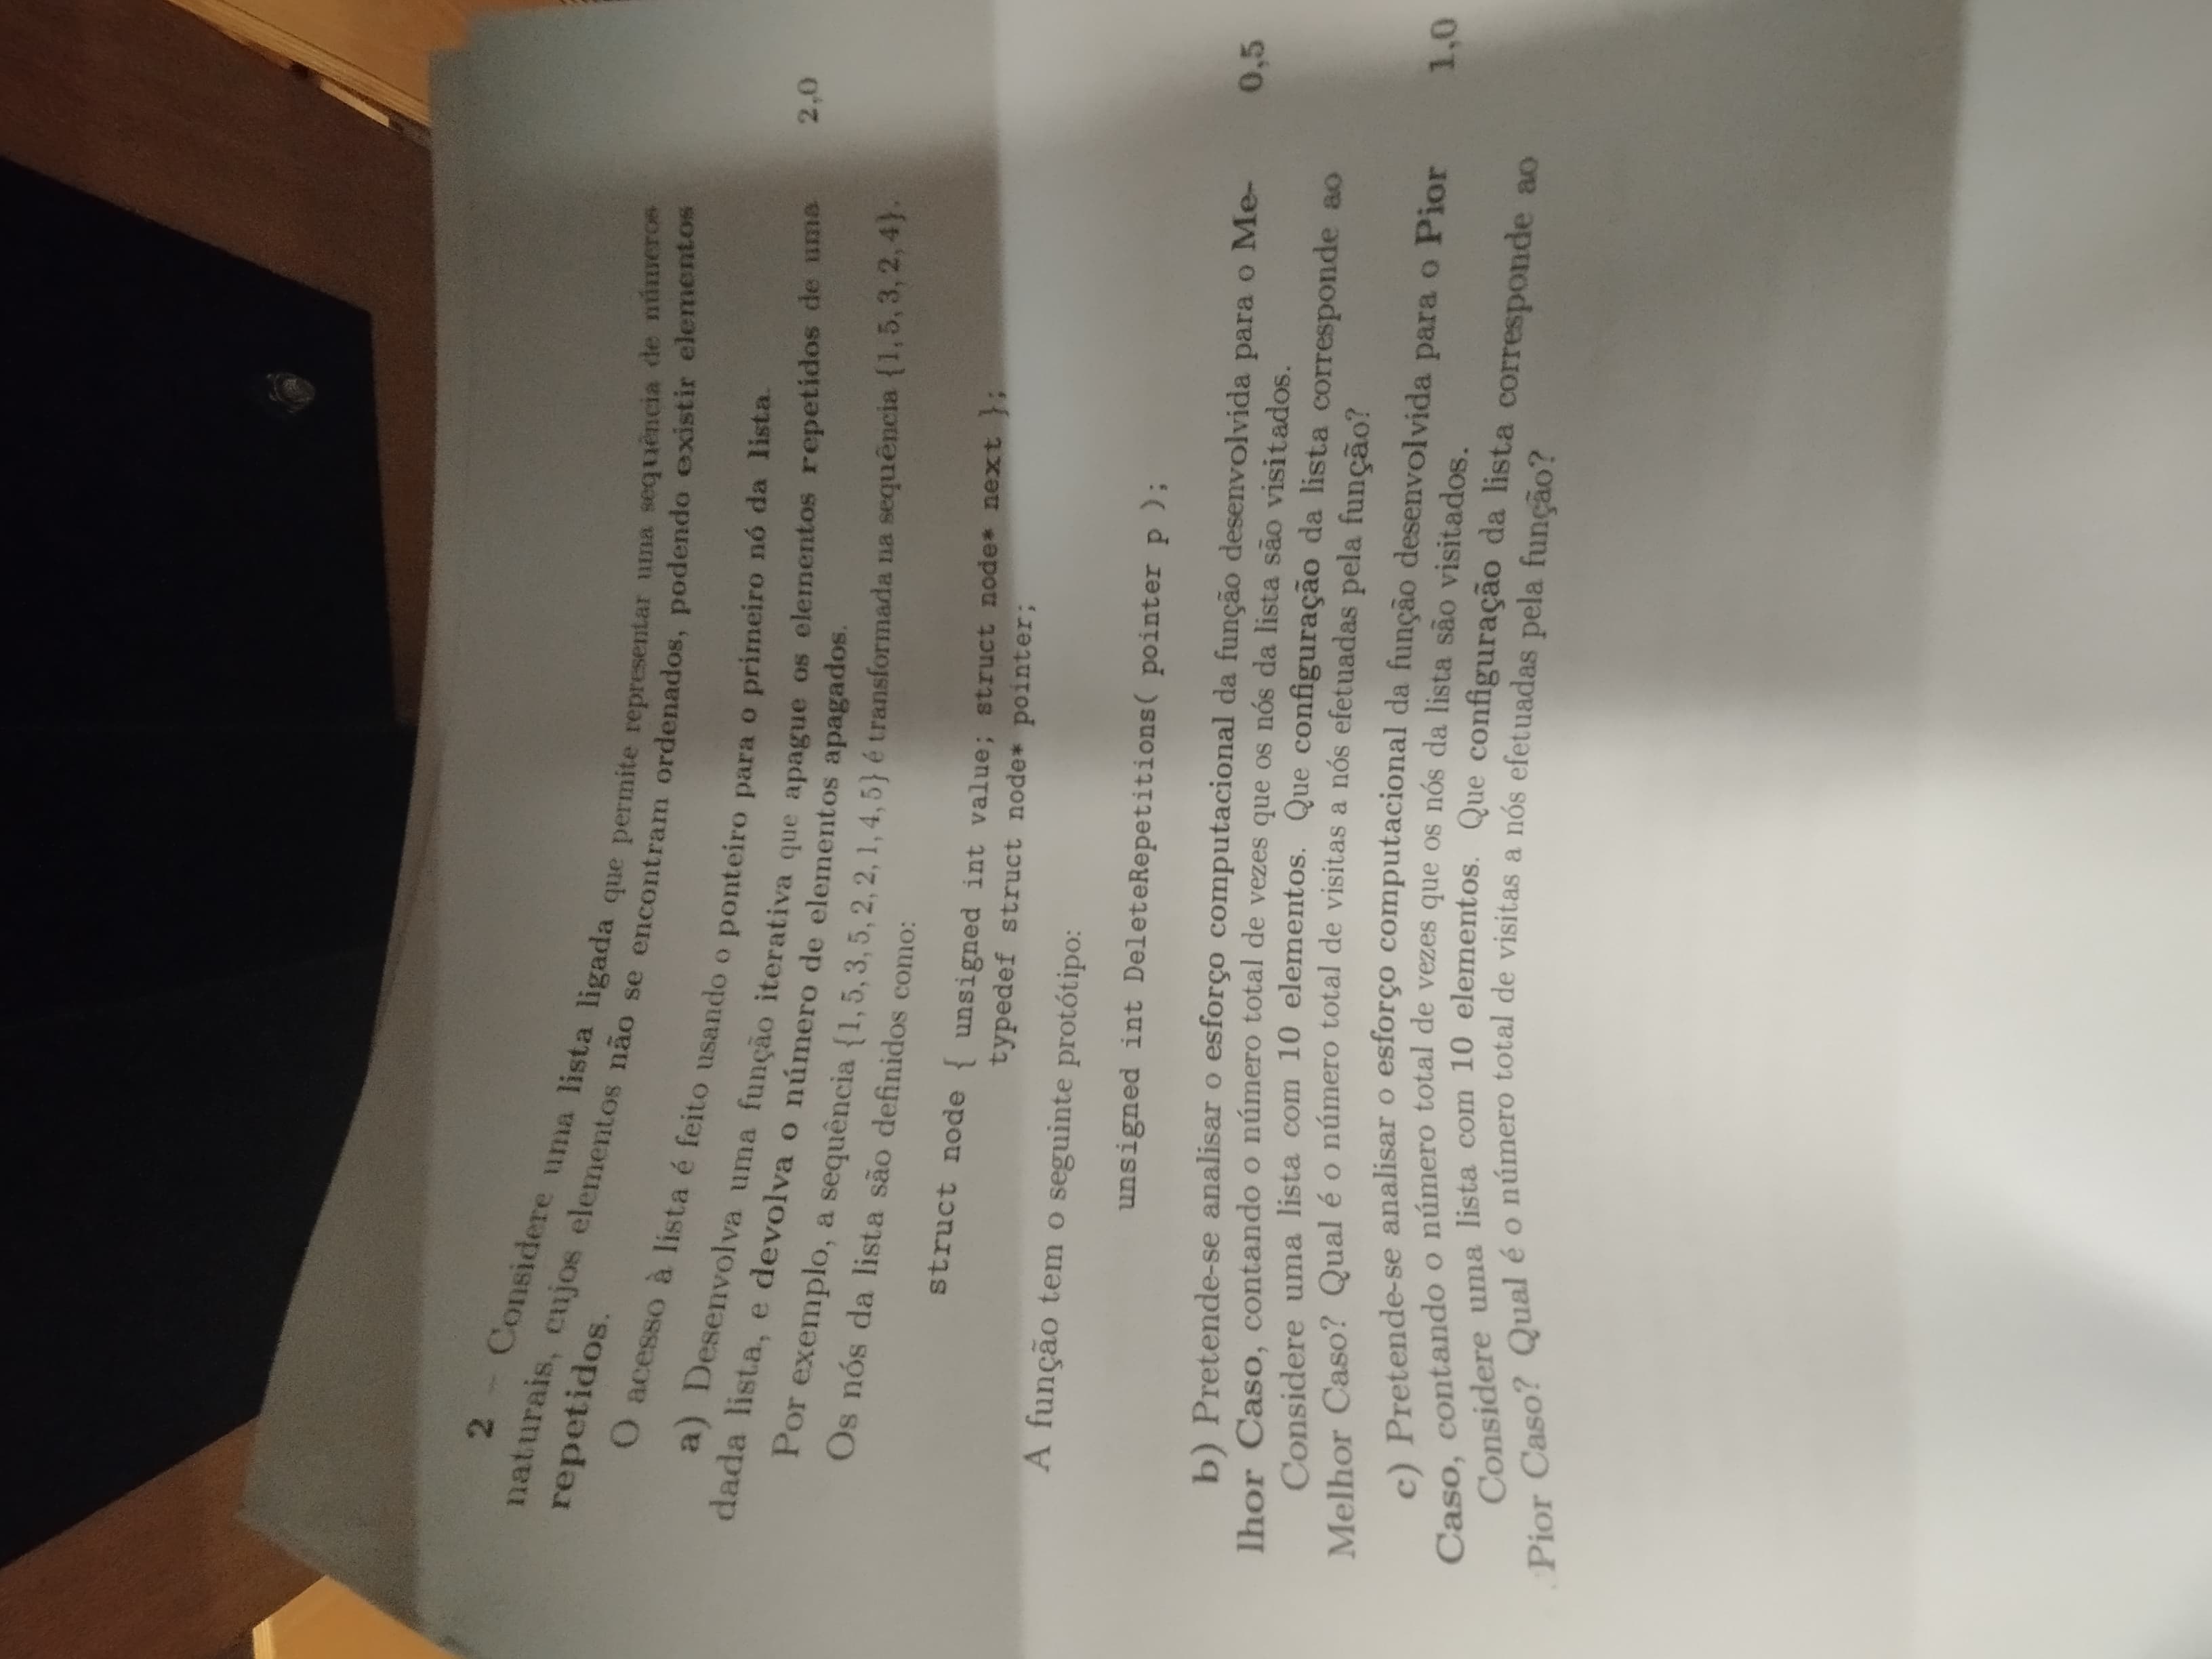 2 – Considere uma lista ligada que permite representar uma sequência de números
naturais, cujos elementos não se encontram ordenados, podendo existir elementos
repetidos.
O acesso à lista é feito usando o ponteiro para o primeiro nó da lista.
a) Desenvolva uma função iterativa que apague os elementos repetidos de uma 2,0
dada lista, e devolva o número de elementos apagados.
Por exemplo, a sequência {1, 5, 3, 5, 2, 2, 1, 4, 5} é transformada na sequência {1, 5, 3, 2, 4}.
Os nós da lista são definidos como:
struct node { unsigned int value; struct node* next };
typedef struct node* pointer;
A função tem o seguinte protótipo:
unsigned int DeleteRepetitions( pointer p );
b) Pretende-se analisar o esforço computacional da função desenvolvida para o Me- 0,5
lhor Caso, contando o número total de vezes que os nós da lista são visitados.
Considere uma lista com 10 elementos. Que configuração da lista corresponde ao
Melhor Caso? Qual é o número total de visitas a nós efetuadas pela função?
c) Pretende-se analisar o esforço computacional da função desenvolvida para o Pior 1,0
Caso, contando o número total de vezes que os nós da lista são visitados.
Considere uma lista com 10 elementos. Que configuração da lista corresponde ao
Pior Caso? Qual é o número total de visitas a nós efetuadas pela função?